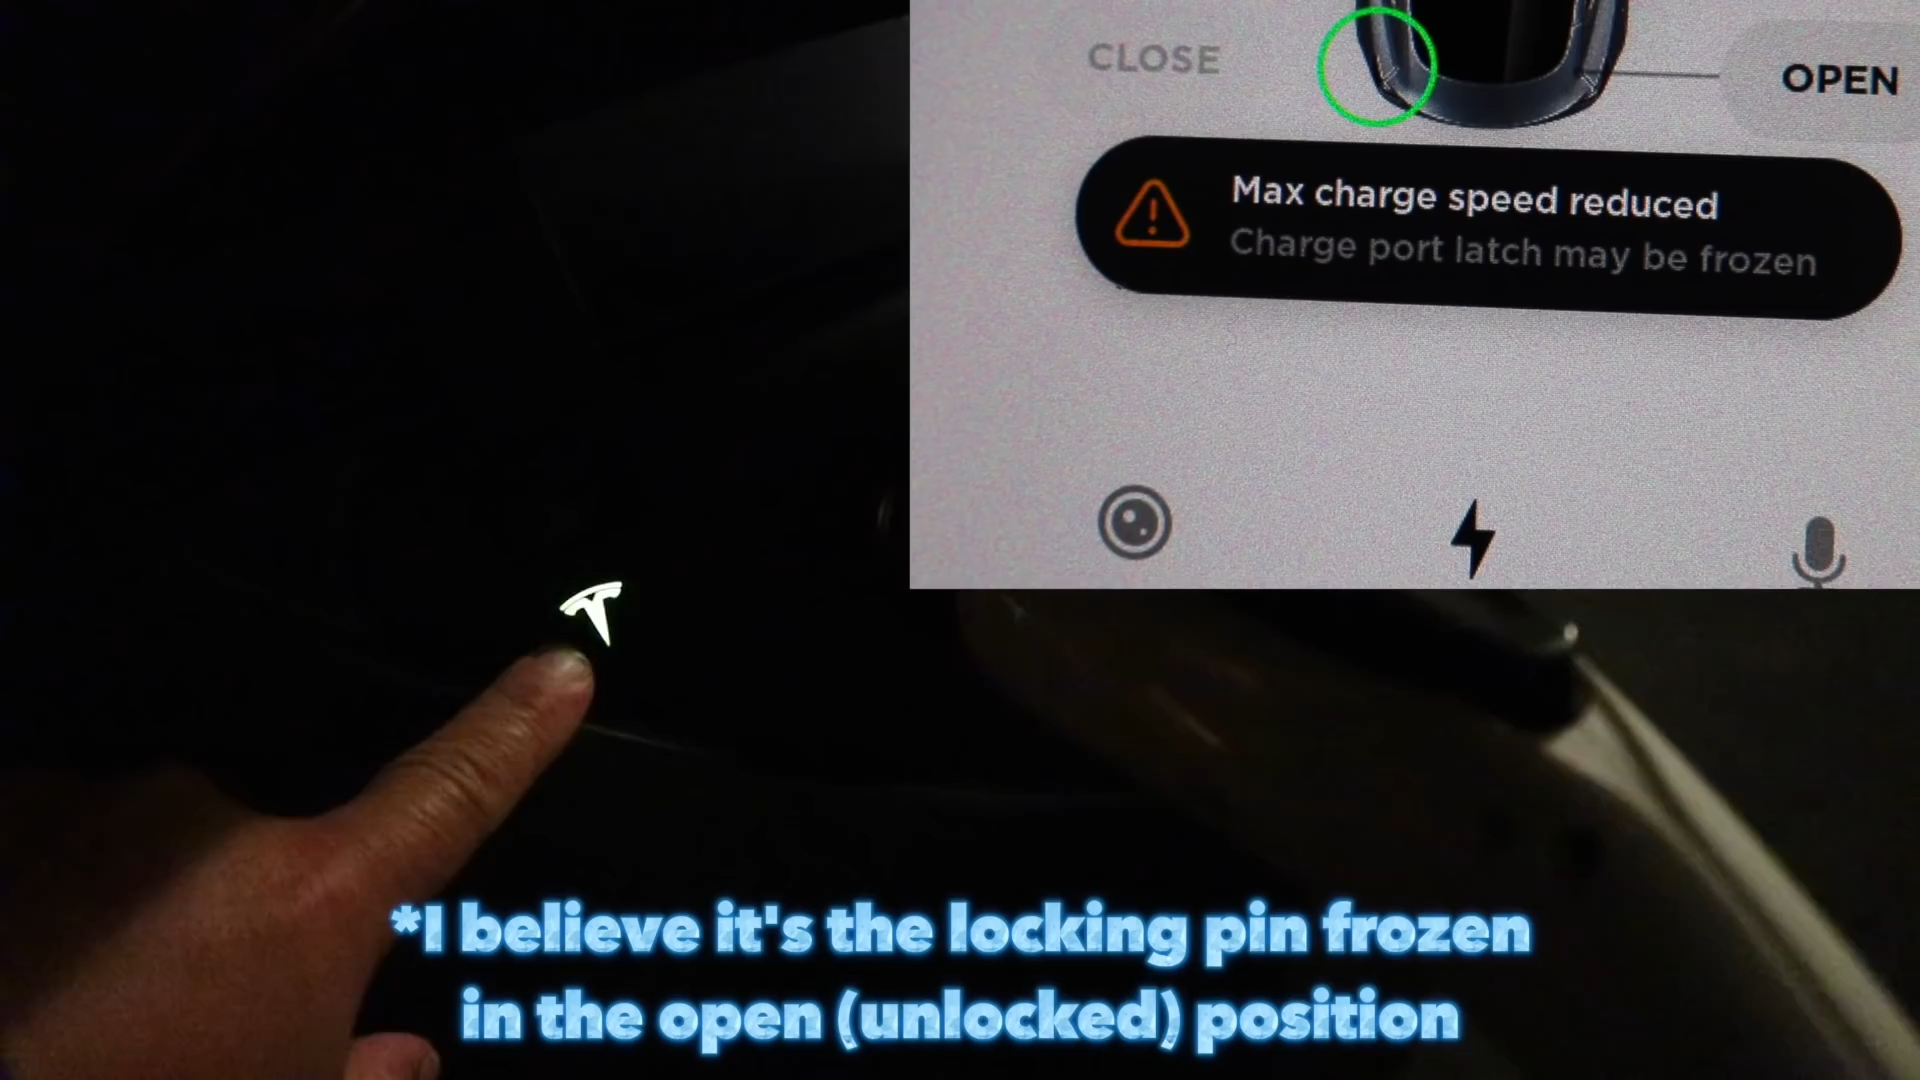 CLOSE
OPEN
Max charge speed reduced
Charge port latch may be frozen
*I believe it's the locking pin frozen
in the open (unlocked) position